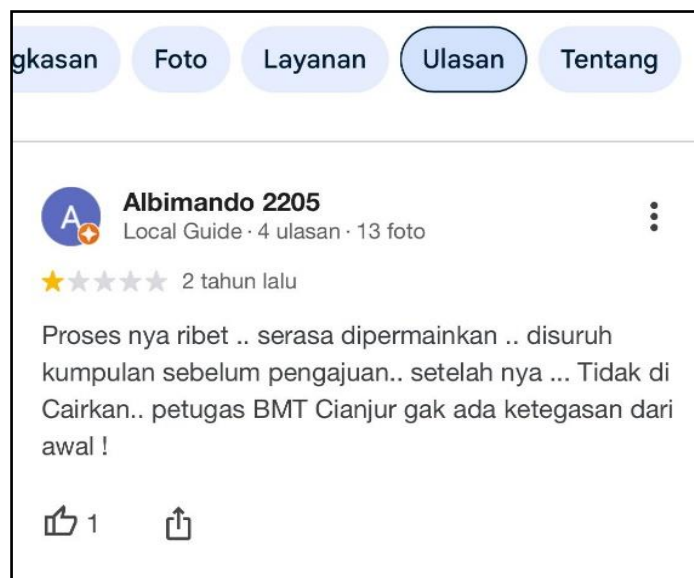 gkasan Foto Layanan Ulasan Tentang
A
Albimando 2205
Local Guide · 4 ulasan · 13 foto
2 tahun lalu
Proses nya ribet .. serasa dipermainkan .. disuruh
kumpulan sebelum pengajuan.. setelah nya ... Tidak di
Cairkan.. petugas BMT Cianjur gak ada ketegasan dari
awal !
1